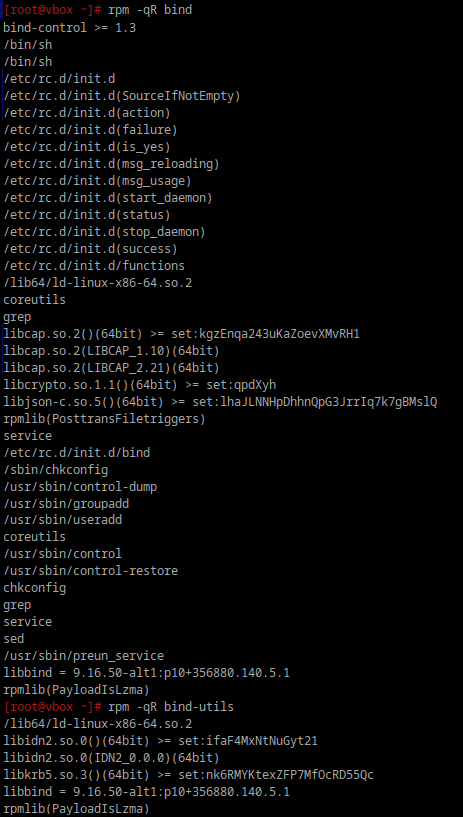 [root@vbox ~]# rpm -qR bind
bind-control >= 1.3
/bin/sh
/bin/sh
/etc/rc.d/init.d
/etc/rc.d/init.d(SourceIfNotEmpty)
/etc/rc.d/init.d(action)
/etc/rc.d/init.d(failure)
/etc/rc.d/init.d(is_yes)
/etc/rc.d/init.d(msg_reloading)
/etc/rc.d/init.d(msg_usage)
/etc/rc.d/init.d(start_daemon)
/etc/rc.d/init.d(status)
/etc/rc.d/init.d(stop_daemon)
/etc/rc.d/init.d(success)
/etc/rc.d/init.d/functions
/lib64/ld-linux-x86-64.so.2
coreutils
grep
libcap.so.2()(64bit) >= set:kgzEnqa243uKaZoevXMvRH1
libcap.so.2(LIBCAP_1.10)(64bit)
libcap.so.2(LIBCAP_2.21)(64bit)
libcrypto.so.1.1()(64bit) >= set:qpdXyh
libjson-c.so.5()(64bit) >= set:lhaJLNNHpDhhnQpG3JrrIq7k7gBMslQ
rpmlib(PosttransFiletriggers)
service
/etc/rc.d/init.d/bind
/sbin/chkconfig
/usr/sbin/control-dump
/usr/sbin/groupadd
/usr/sbin/useradd
coreutils
/usr/sbin/control
/usr/sbin/control-restore
chkconfig
grep
service
sed
/usr/sbin/preun_service
libbind = 9.16.50-alt1:p10+356880.140.5.1
rpmlib(PayloadIsLzma)
[root@vbox ~]# rpm -qR bind-utils
/lib64/ld-linux-x86-64.so.2
libidn2.so.0()(64bit) >= set:ifaF4MxNtNuGyt21
libidn2.so.0(IDN2_0.0.0)(64bit)
libkrb5.so.3()(64bit) >= set:nk6RMYKtexZFP7MfOcRD55Qc
libbind = 9.16.50-alt1:p10+356880.140.5.1
rpmlib(PayloadIsLzma)